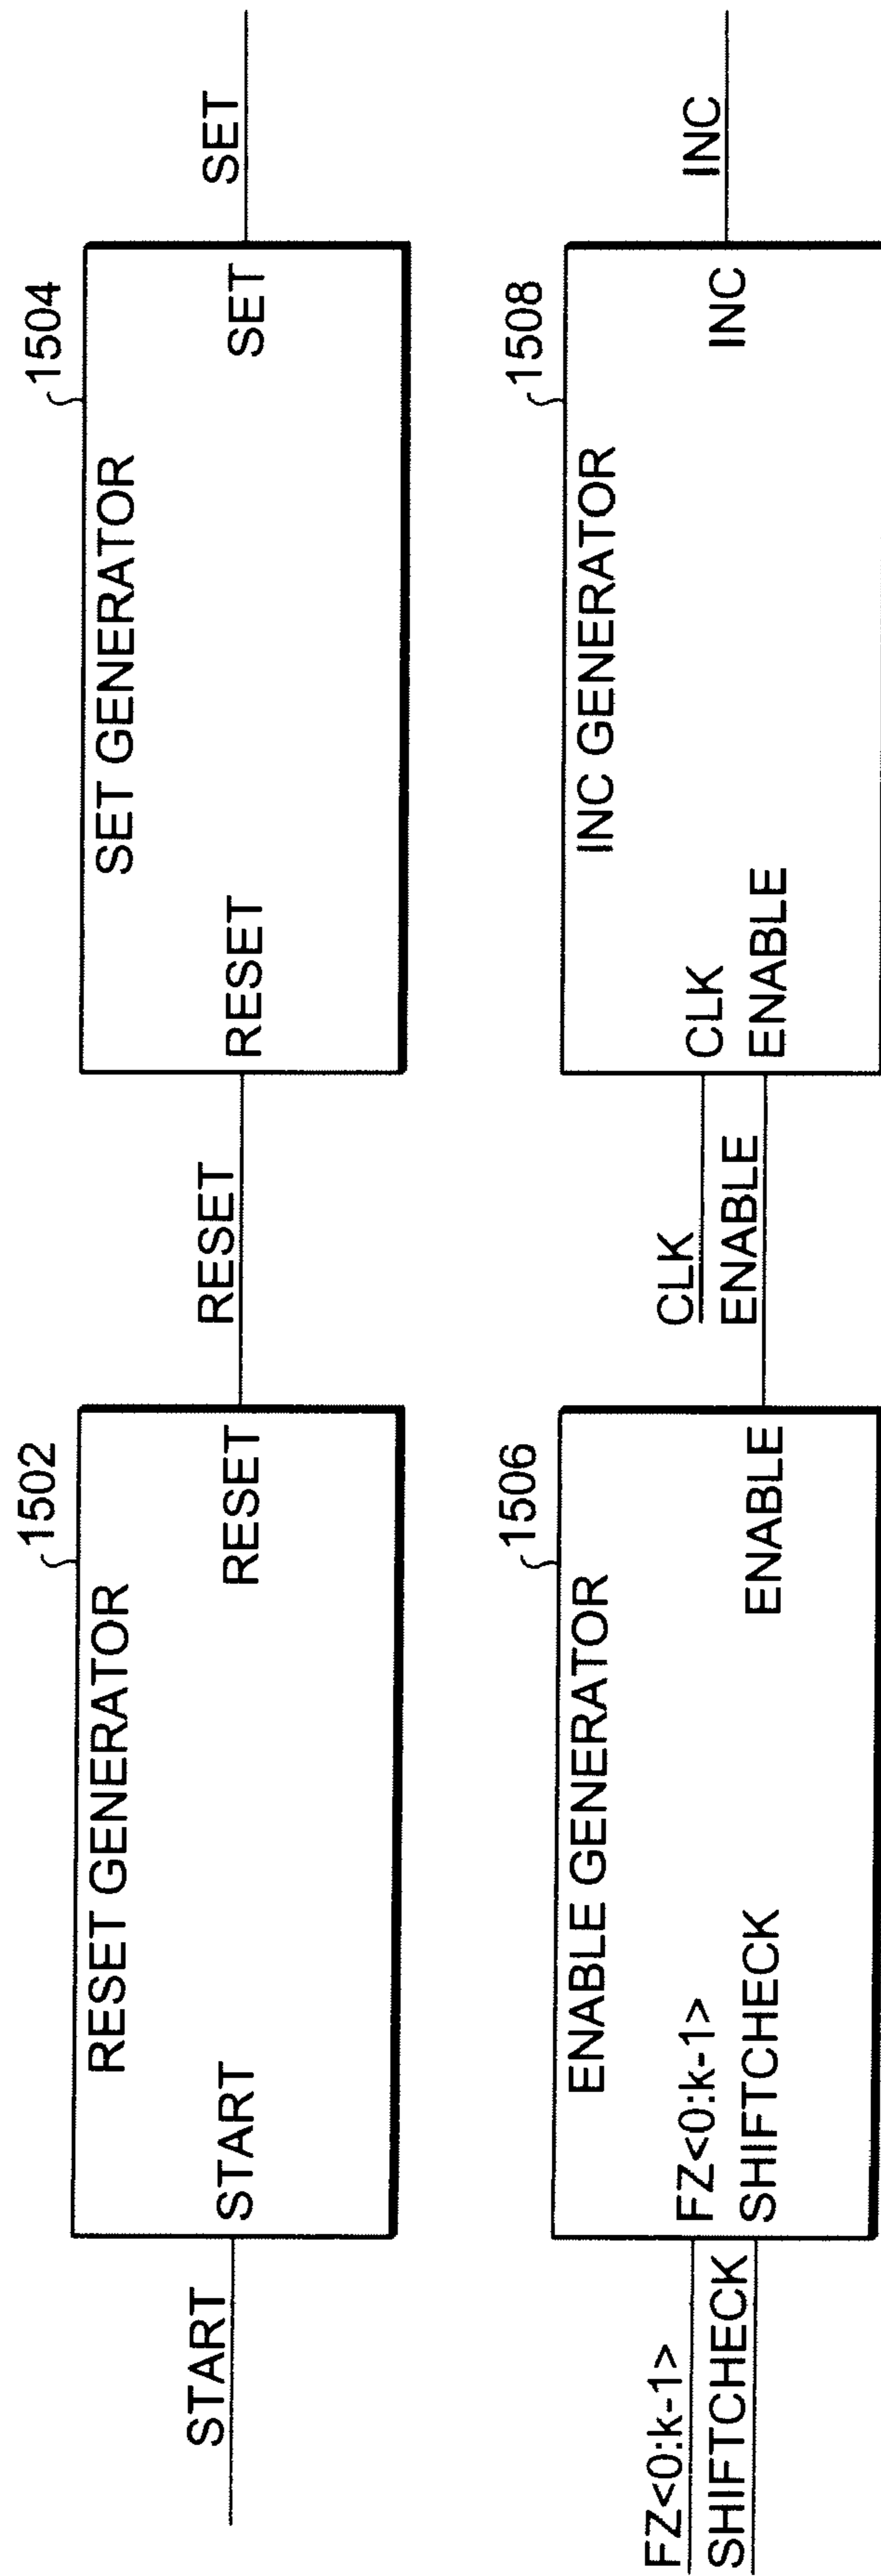 RESET GENERATOR
1502
START
START
RESET
RESET
SET GENERATOR
1504
RESET
SET
SET
ENABLE GENERATOR
1506
FZ<0:k-1>
FZ<0:k-1>
SHIFTCHECK
SHIFTCHECK
ENABLE
CLK
ENABLE
INC GENERATOR
1508
CLK
ENABLE
INC
INC